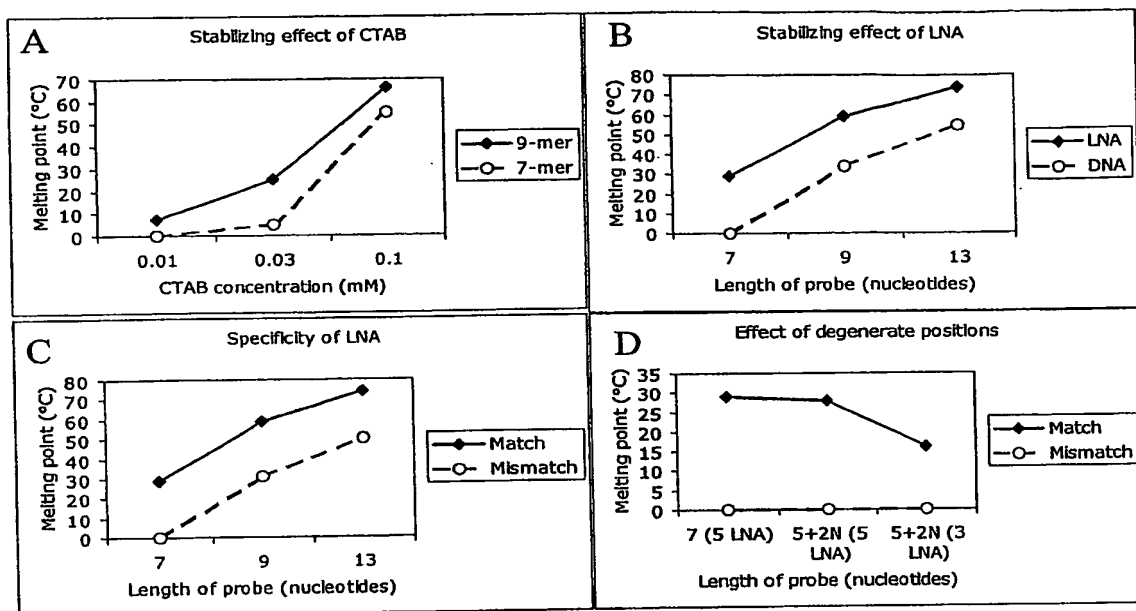 A
Stabilizing effect of CTAB
Melting point (°C)
70
60
50
40
30
20
10
0
0.01 0.03 0.1
CTAB concentration (mM)
9-mer
7-mer
B
Stabilizing effect of LNA
Melting point (°C)
80
70
60
50
40
30
20
10
0
7 9 13
Length of probe (nucleotides)
LNA
DNA
C
Specificity of LNA
Melting point (°C)
80
70
60
50
40
30
20
10
0
7 9 13
Length of probe (nucleotides)
Match
Mismatch
D
Effect of degenerate positions
Melting point (°C)
35
30
25
20
15
10
5
0
7 (5 LNA) 5+2N (5 5+2N (3
LNA) LNA)
Length of probe (nucleotides)
Match
Mismatch